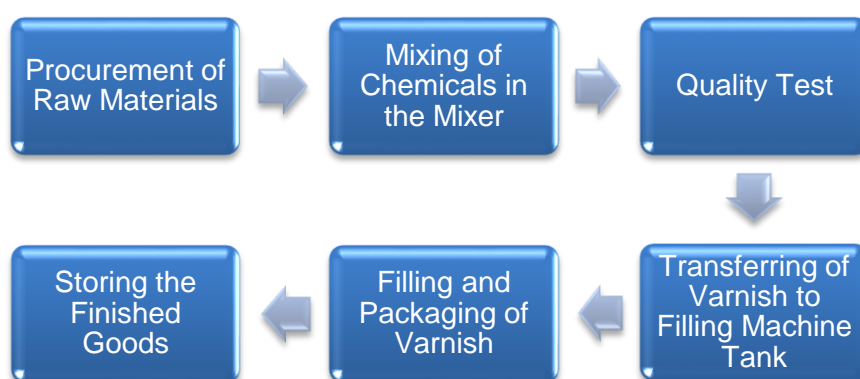 Procurement of
Raw Materials
Mixing of
Chemicals in
the Mixer
Quality Test
Transferring of
Varnish to
Filling Machine
Tank
Filling and
Packaging of
Varnish
Storing the
Finished
Goods